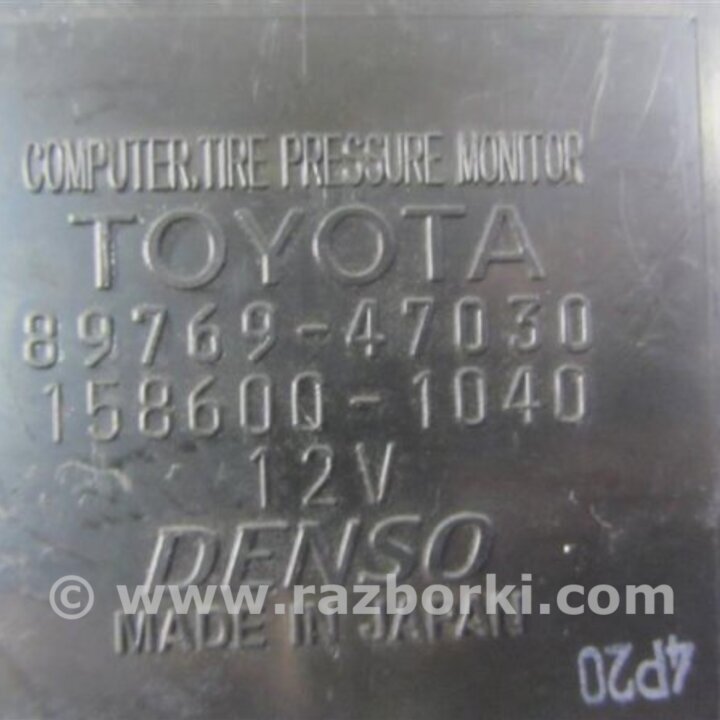 COMPUTER.TIRE PRESSURE MONITOR
TOYOTA
89769-47030
158600-1040
12V
DENSO
© www.razborki.com
MADE IN JAPAN
4P20